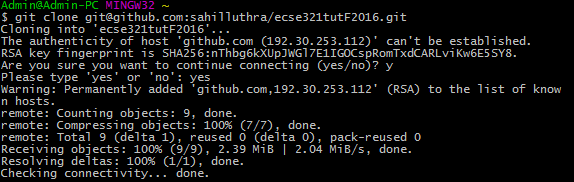 Admin@Admin-PC MINGW32 ~
$ git clone git@github.com:sahilluthra/ecse321tutF2016.git
Cloning into 'ecse321tutF2016'...
The authenticity of host 'github.com (192.30.253.112)' can't be established.
RSA key fingerprint is SHA256:nThbg6kXUpJWGl7E1IGOCspRomTxdCARLviKw6E5SY8.
Are you sure you want to continue connecting (yes/no)? y
Please type 'yes' or 'no': yes
Warning: Permanently added 'github.com,192.30.253.112' (RSA) to the list of know
n hosts.
remote: Counting objects: 9, done.
remote: Compressing objects: 100% (7/7), done.
remote: Total 9 (delta 1), reused 0 (delta 0), pack-reused 0
Receiving objects: 100% (9/9), 2.39 MiB | 2.04 MiB/s, done.
Resolving deltas: 100% (1/1), done.
Checking connectivity... done.